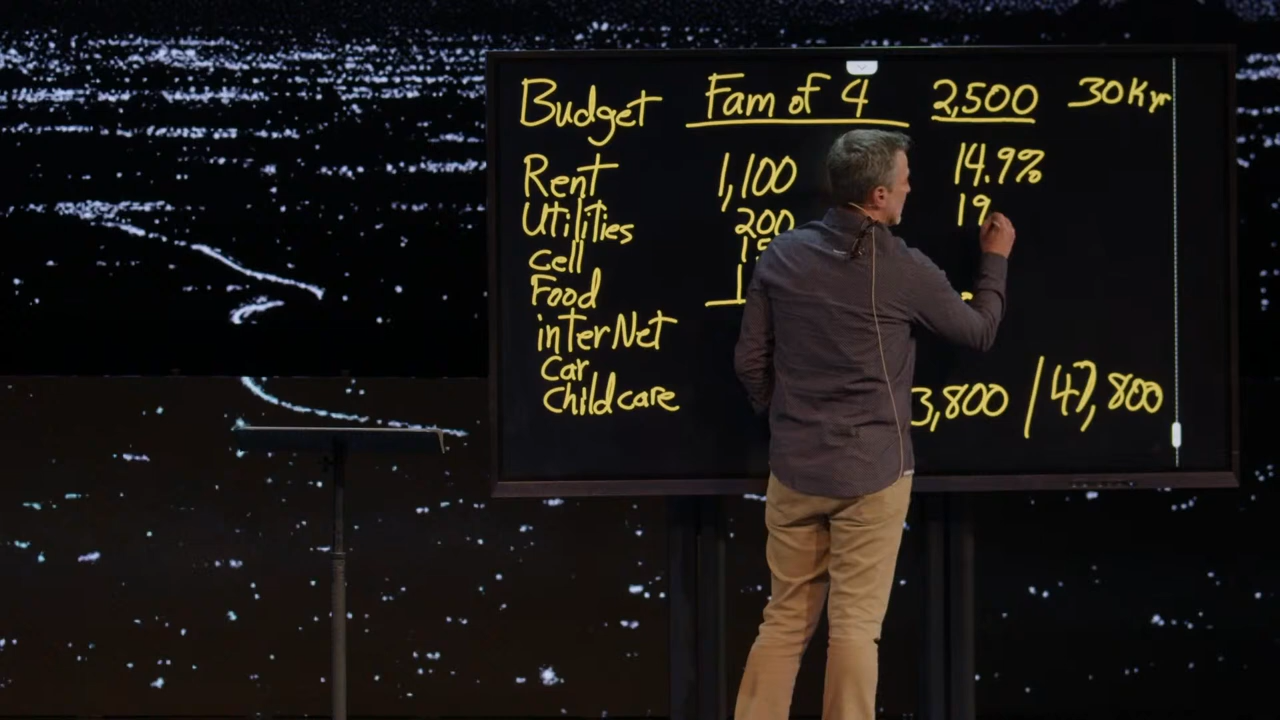 Budget Fam of 4 2,500 30K yr
Rent 1,100 14.9%
Utilities 200 19
Cell
Food
interNet
Car
Childcare 3,800 / 47,800